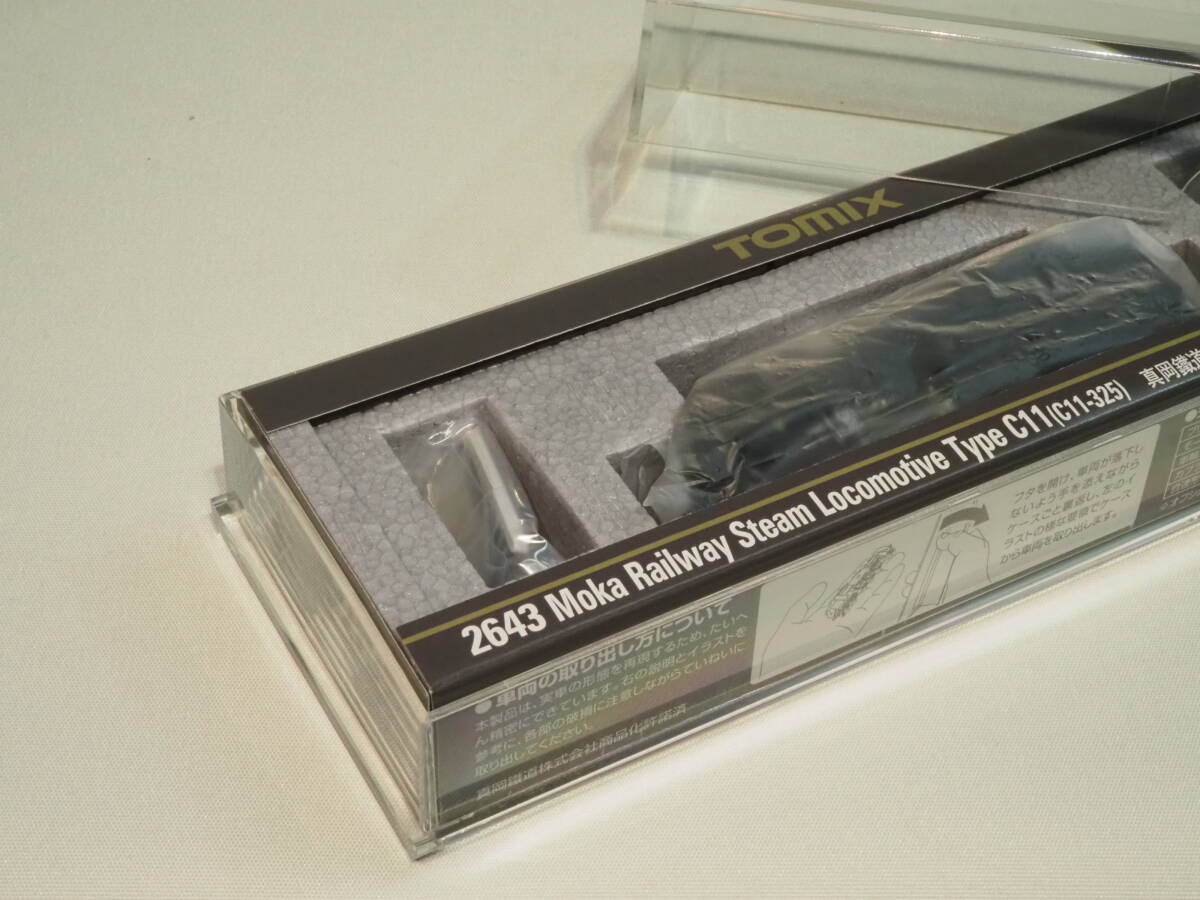 TOMIX
2643 Moka Railway Steam Locomotive Type C11(C11-325) 真岡鐵道
●車両の取り出し方について
本製品は、実車の形態を再現するため、たいへ
ん精密にできています。右の説明とイラストを
参考に、各部の破損に注意しながらていねいに
取り出してください。
真岡鐵道株式会社商品化許諾済
フタを開け、車両が落下し
ないよう手を添えながら
ケースごと裏返し、左のイ
ラストの様な要領でケース
から車両を取り出します。